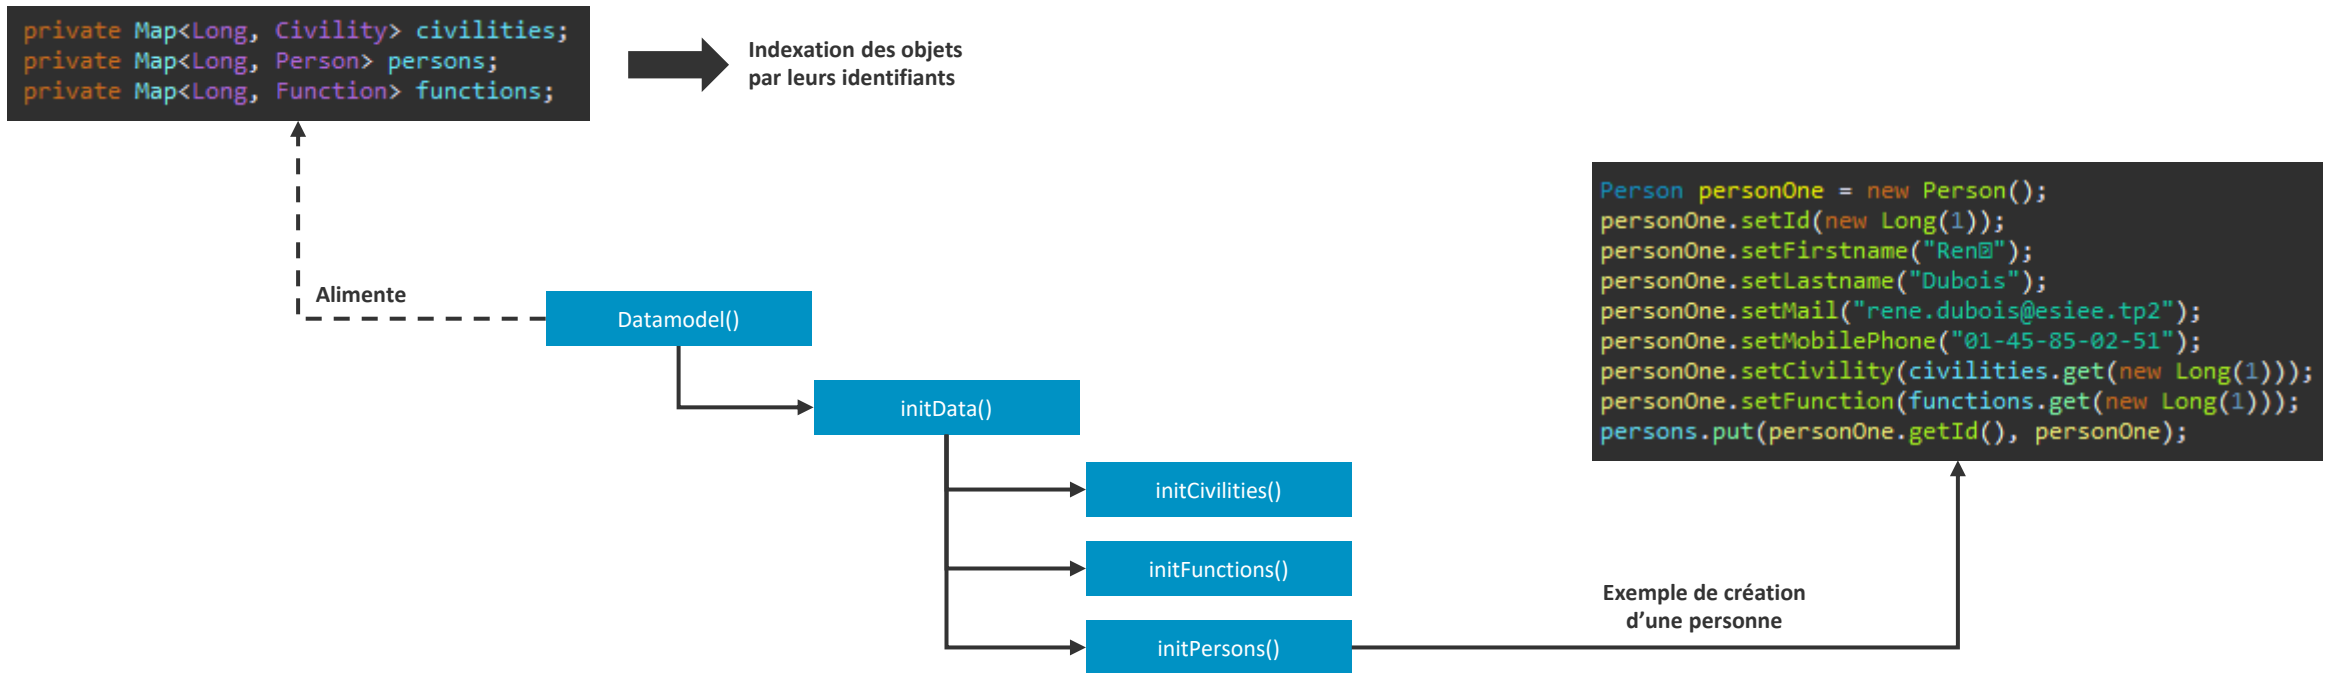 private Map<Long, Civility> civilities;
private Map<Long, Person> persons;
private Map<Long, Function> functions;
Indexation des objets
par leurs identifiants
Person personOne = new Person();
personOne.setId(new Long(1));
personOne.setFirstname("Ren⍰");
personOne.setLastname("Dubois");
personOne.setMail("rene.dubois@esiee.tp2");
personOne.setMobilePhone("01-45-85-02-51");
personOne.setCivility(civilities.get(new Long(1)));
personOne.setFunction(functions.get(new Long(1)));
persons.put(personOne.getId(), personOne);
Alimente
Datamodel()
initData()
initCivilities()
initFunctions()
initPersons()
Exemple de création
d’une personne